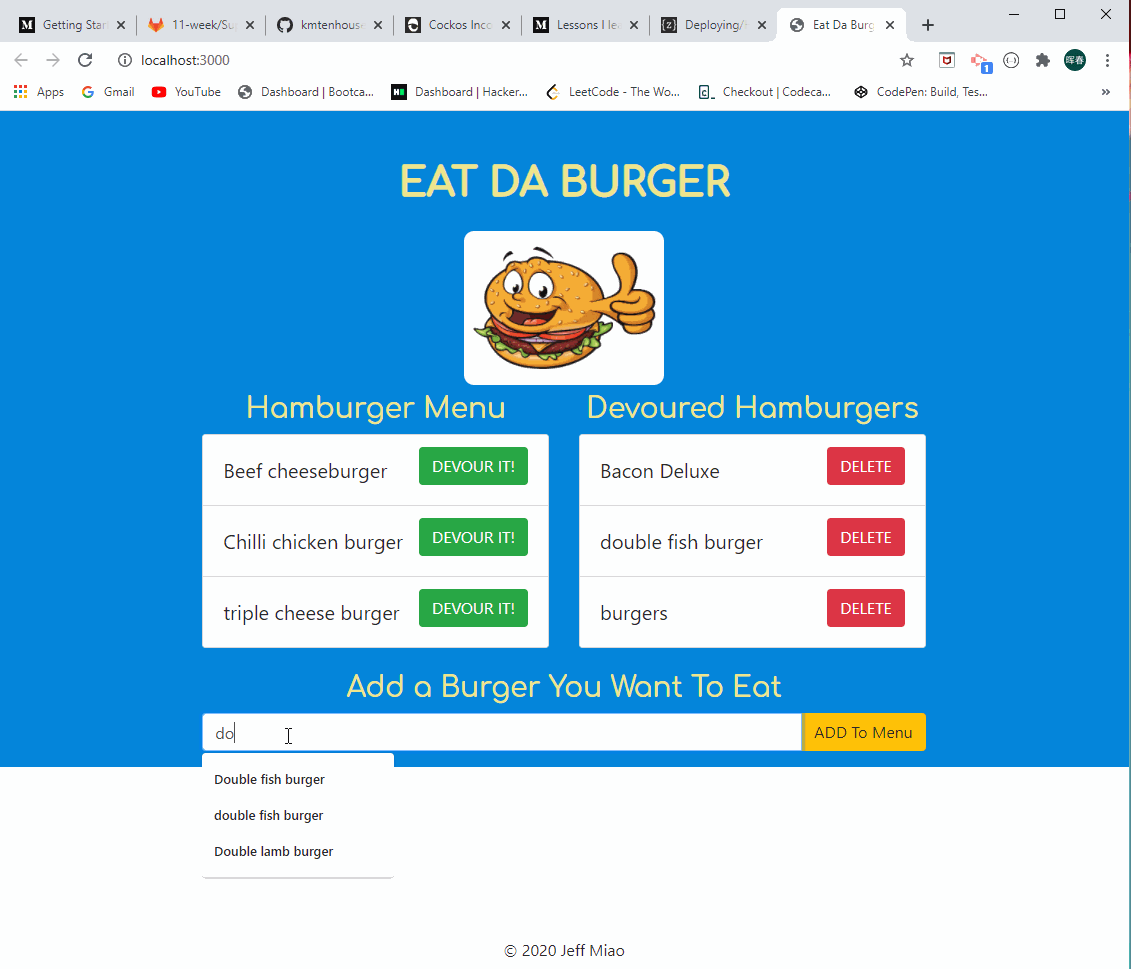 Getting Star
11-week/Su
kmtenhouse
Cockos Inco
Lessons I lea
Deploying/
Eat Da Burg
localhost:3000
1
晖春
Apps
Gmail
YouTube
Dashboard | Bootca...
Dashboard | Hacker...
LeetCode - The Wo...
Checkout | Codeca...
CodePen: Build, Tes...
»
EAT DA BURGER
Hamburger Menu
Devoured Hamburgers
Beef cheeseburger
DEVOUR IT!
Bacon Deluxe
DELETE
Chilli chicken burger
DEVOUR IT!
double fish burger
DELETE
triple cheese burger
DEVOUR IT!
burgers
DELETE
Add a Burger You Want To Eat
do
ADD To Menu
Double fish burger
double fish burger
Double lamb burger
© 2020 Jeff Miao